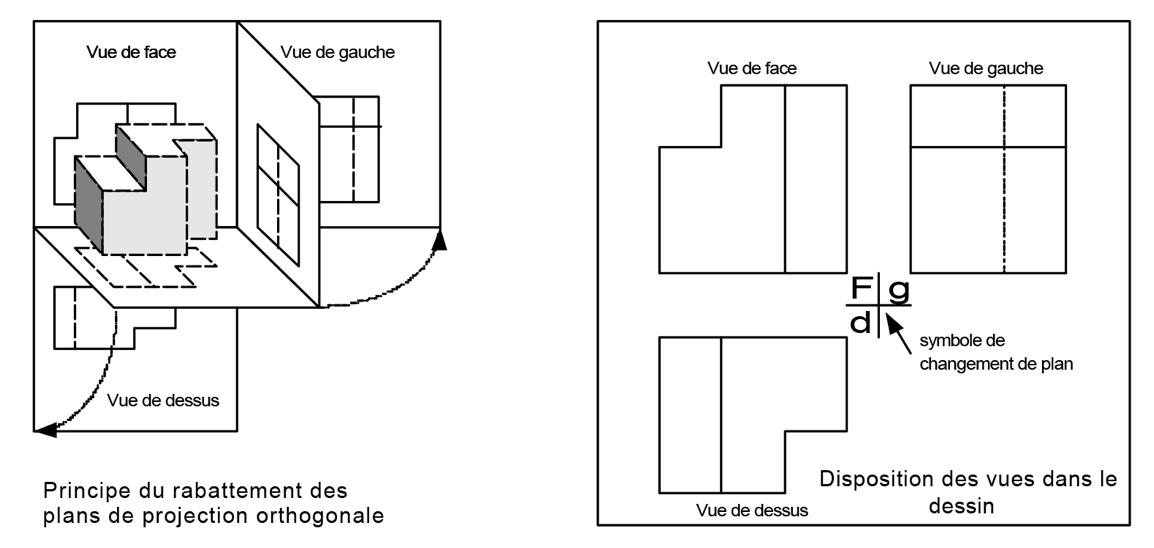 Vue de face
Vue de gauche
Vue de dessus
Principe du rabattement des
plans de projection orthogonale
Vue de face
Vue de gauche
F g
d
symbole de
changement de plan
Vue de dessus
Disposition des vues dans le
dessin